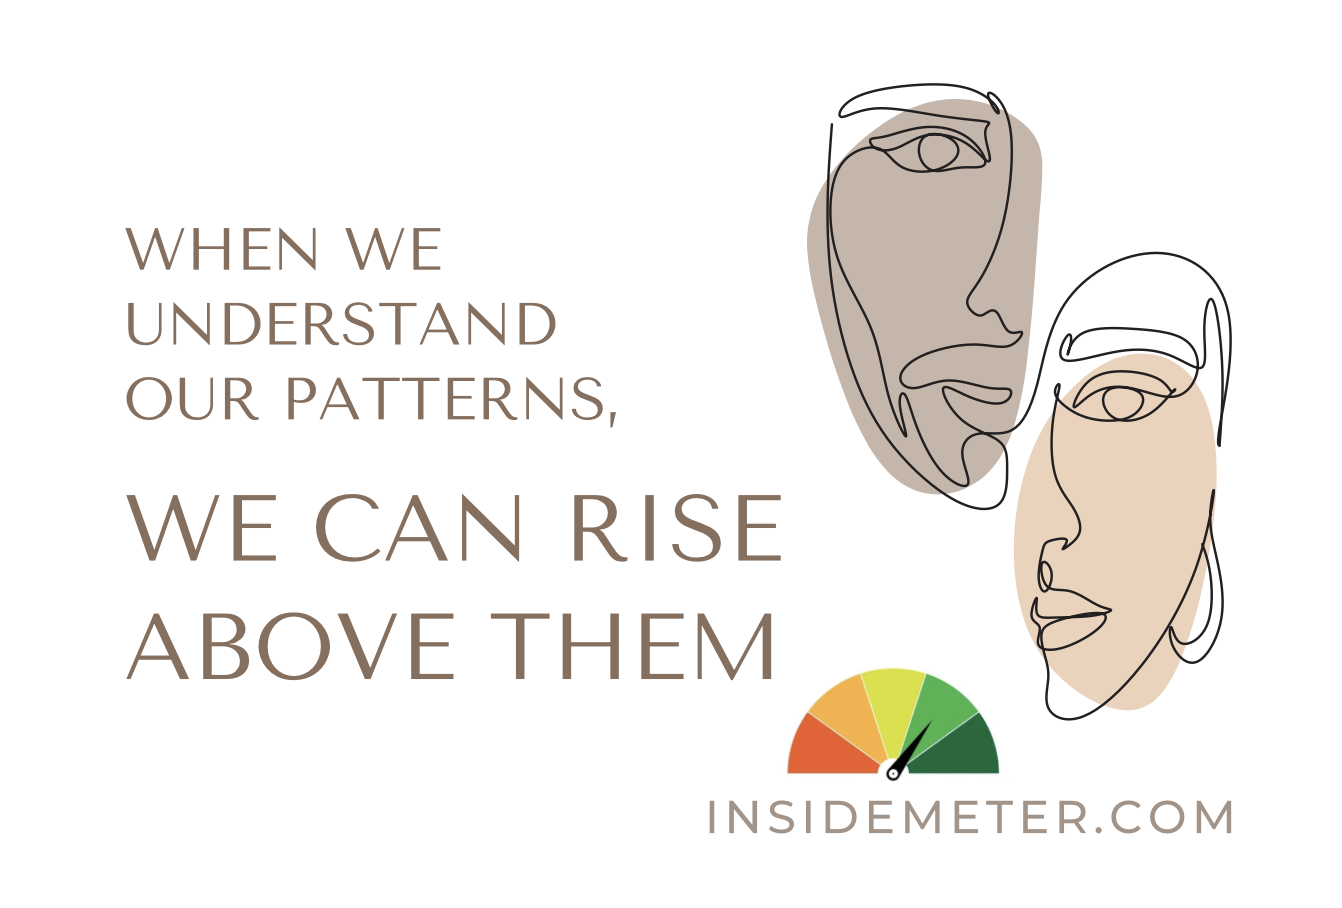 WHEN WE
UNDERSTAND
OUR PATTERNS,
WE CAN RISE
ABOVE THEM
INSIDEMETER.COM